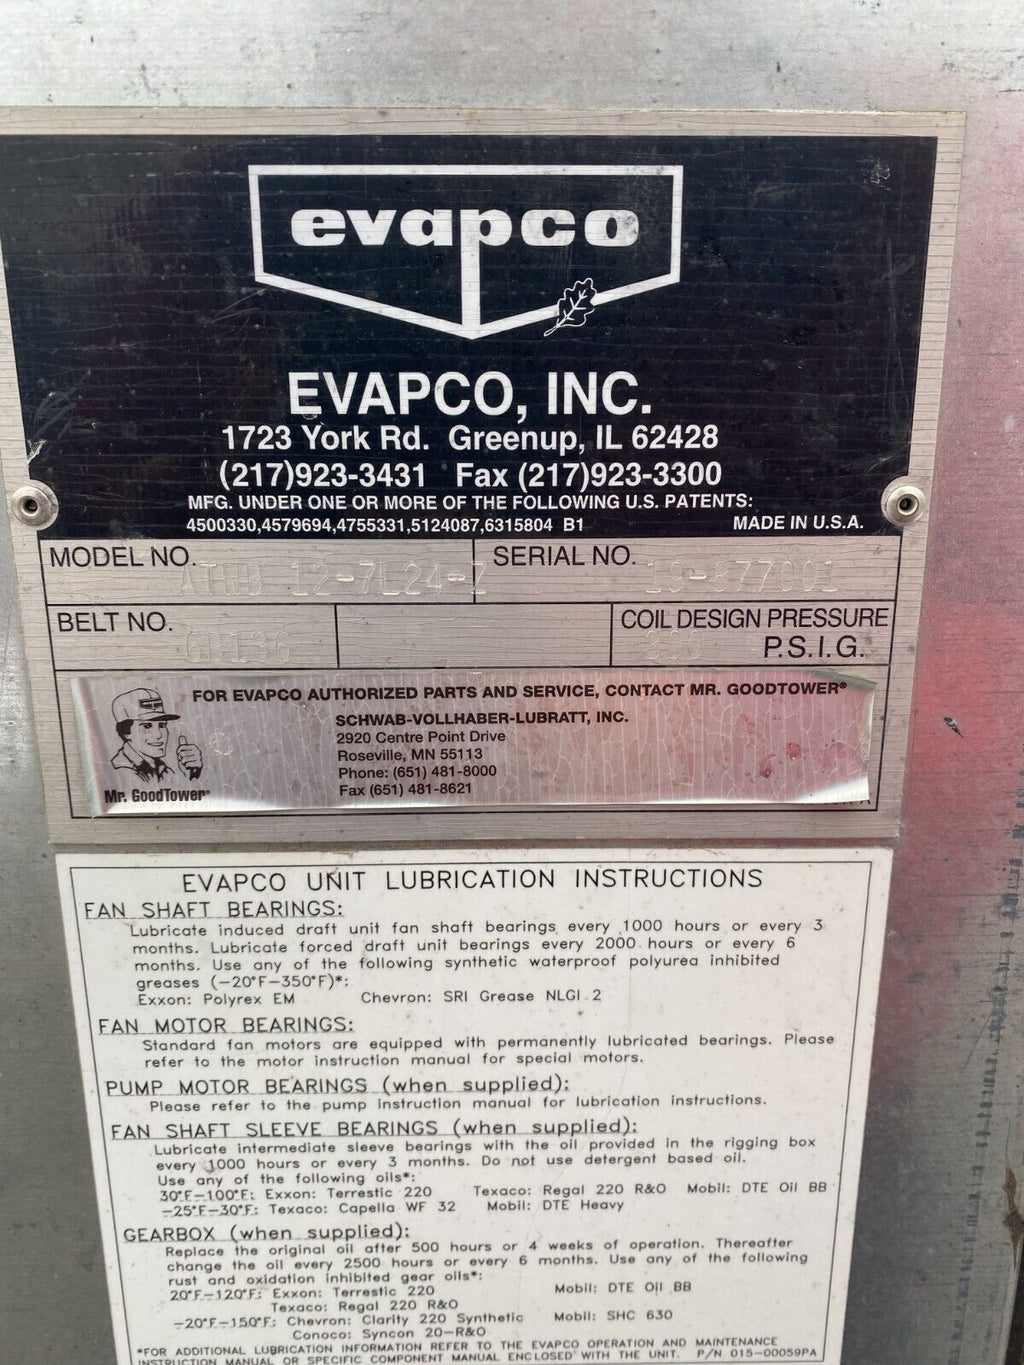 evapco
EVAPCO, INC.
1723 York Rd. Greenup, IL 62428
(217)923-3431 Fax (217)923-3300
MFG. UNDER ONE OR MORE OF THE FOLLOWING U.S. PATENTS:
4500330,4579694,4755331,5124087,6315804 B1 MADE IN U.S.A.
MODEL NO. ATWB 12-7L24-Z SERIAL NO. 19-877001
BELT NO. COIL DESIGN PRESSURE
300 P.S.I.G.
FOR EVAPCO AUTHORIZED PARTS AND SERVICE, CONTACT MR. GOODTOWER®
SCHWAB-VOLLHABER-LUBRATT, INC.
2920 Centre Point Drive
Roseville, MN 55113
Phone: (651) 481-8000
Fax (651) 481-8621
Mr. GoodTower®
EVAPCO UNIT LUBRICATION INSTRUCTIONS
FAN SHAFT BEARINGS:
Lubricate induced draft unit fan shaft bearings every 1000 hours or every 3
months. Lubricate forced draft unit bearings every 2000 hours or every 6
months. Use any of the following synthetic waterproof polyurea inhibited
greases (-20°F-350°F)*:
Exxon: Polyrex EM Chevron: SRI Grease NLGI 2
FAN MOTOR BEARINGS:
Standard fan motors are equipped with permanently lubricated bearings. Please
refer to the motor instruction manual for special motors.
PUMP MOTOR BEARINGS (when supplied):
Please refer to the pump instruction manual for lubrication instructions.
FAN SHAFT SLEEVE BEARINGS (when supplied):
Lubricate intermediate sleeve bearings with the oil provided in the rigging box
every 1000 hours or every 3 months. Do not use detergent based oil.
Use any of the following oils*:
30°F-100°F: Exxon: Terrestic 220 Texaco: Regal 220 R&O Mobil: DTE Oil BB
-25°F-30°F: Texaco: Capella WF 32 Mobil: DTE Heavy
GEARBOX (when supplied):
Replace the original oil after 500 hours or 4 weeks of operation. Thereafter
change the oil every 2500 hours or every 6 months. Use any of the following
rust and oxidation inhibited gear oils*:
20°F-120°F: Exxon: Terrestic 220 Mobil: DTE Oil BB
Texaco: Regal 220 R&O
-20°F-150°F: Chevron: Clarity 220 Synthetic Mobil: SHC 630
Conoco: Syncon 20-R&O
*FOR ADDITIONAL LUBRICATION INFORMATION REFER TO THE EVAPCO OPERATION AND MAINTENANCE
INSTRUCTION MANUAL OR SPECIFIC COMPONENT MANUAL ENCLOSED WITH THE UNIT. P/N 015-00059PA